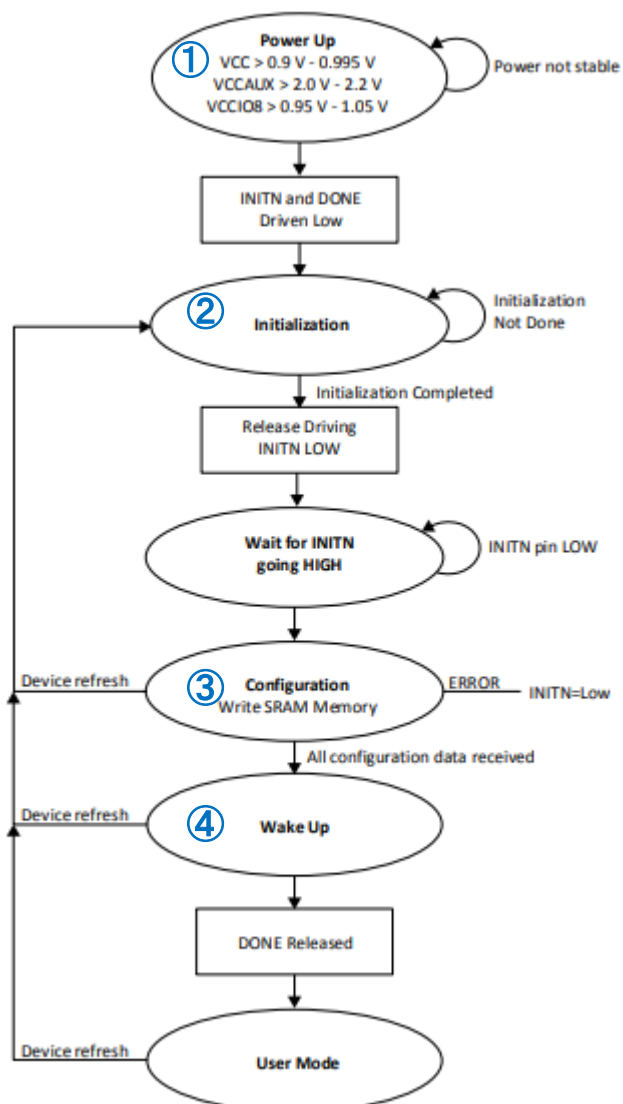 ①
Power Up
VCC > 0.9 V - 0.995 V
VCCAUX > 2.0 V - 2.2 V
VCCIO8 > 0.95 V - 1.05 V
Power not stable
INITN and DONE
Driven Low
②
Initialization
Initialization
Not Done
Initialization Completed
Release Driving
INITN LOW
Wait for INITN
going HIGH
INITN pin LOW
Device refresh
③
Configuration
Write SRAM Memory
ERROR
INITN=Low
All configuration data received
Device refresh
④
Wake Up
DONE Released
Device refresh
User Mode